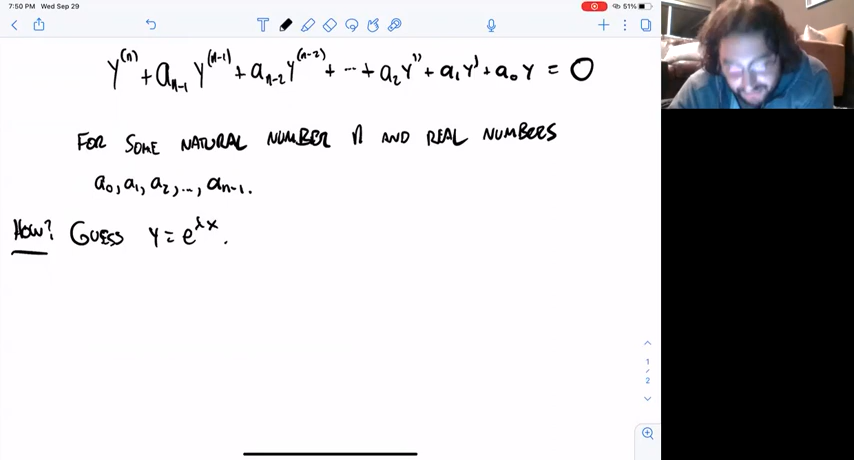 7:50 PM Wed Sep 29
51%
y^(n) + a_{n-1} y^(n-1) + a_{n-2} y^(n-2) + ... + a_2 y'' + a_1 y' + a_0 y = 0
FOR SOME NATURAL NUMBER n AND REAL NUMBERS
a_0, a_1, a_2, ..., a_{n-1}.
HOW? GUESS y = e^{λx}.
1
/
2